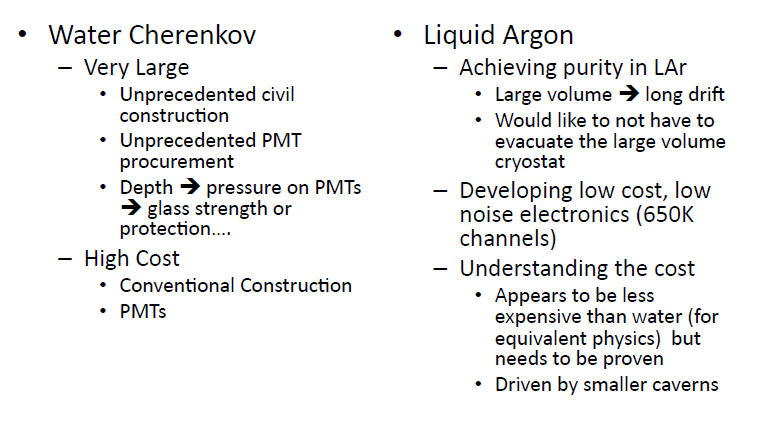 • Water Cherenkov
– Very Large
• Unprecedented civil
construction
• Unprecedented PMT
procurement
• Depth ➔ pressure on PMTs
➔ glass strength or
protection....
– High Cost
• Conventional Construction
• PMTs
• Liquid Argon
– Achieving purity in LAr
• Large volume ➔ long drift
• Would like to not have to
evacuate the large volume
cryostat
– Developing low cost, low
noise electronics (650K
channels)
– Understanding the cost
• Appears to be less
expensive than water (for
equivalent physics) but
needs to be proven
• Driven by smaller caverns